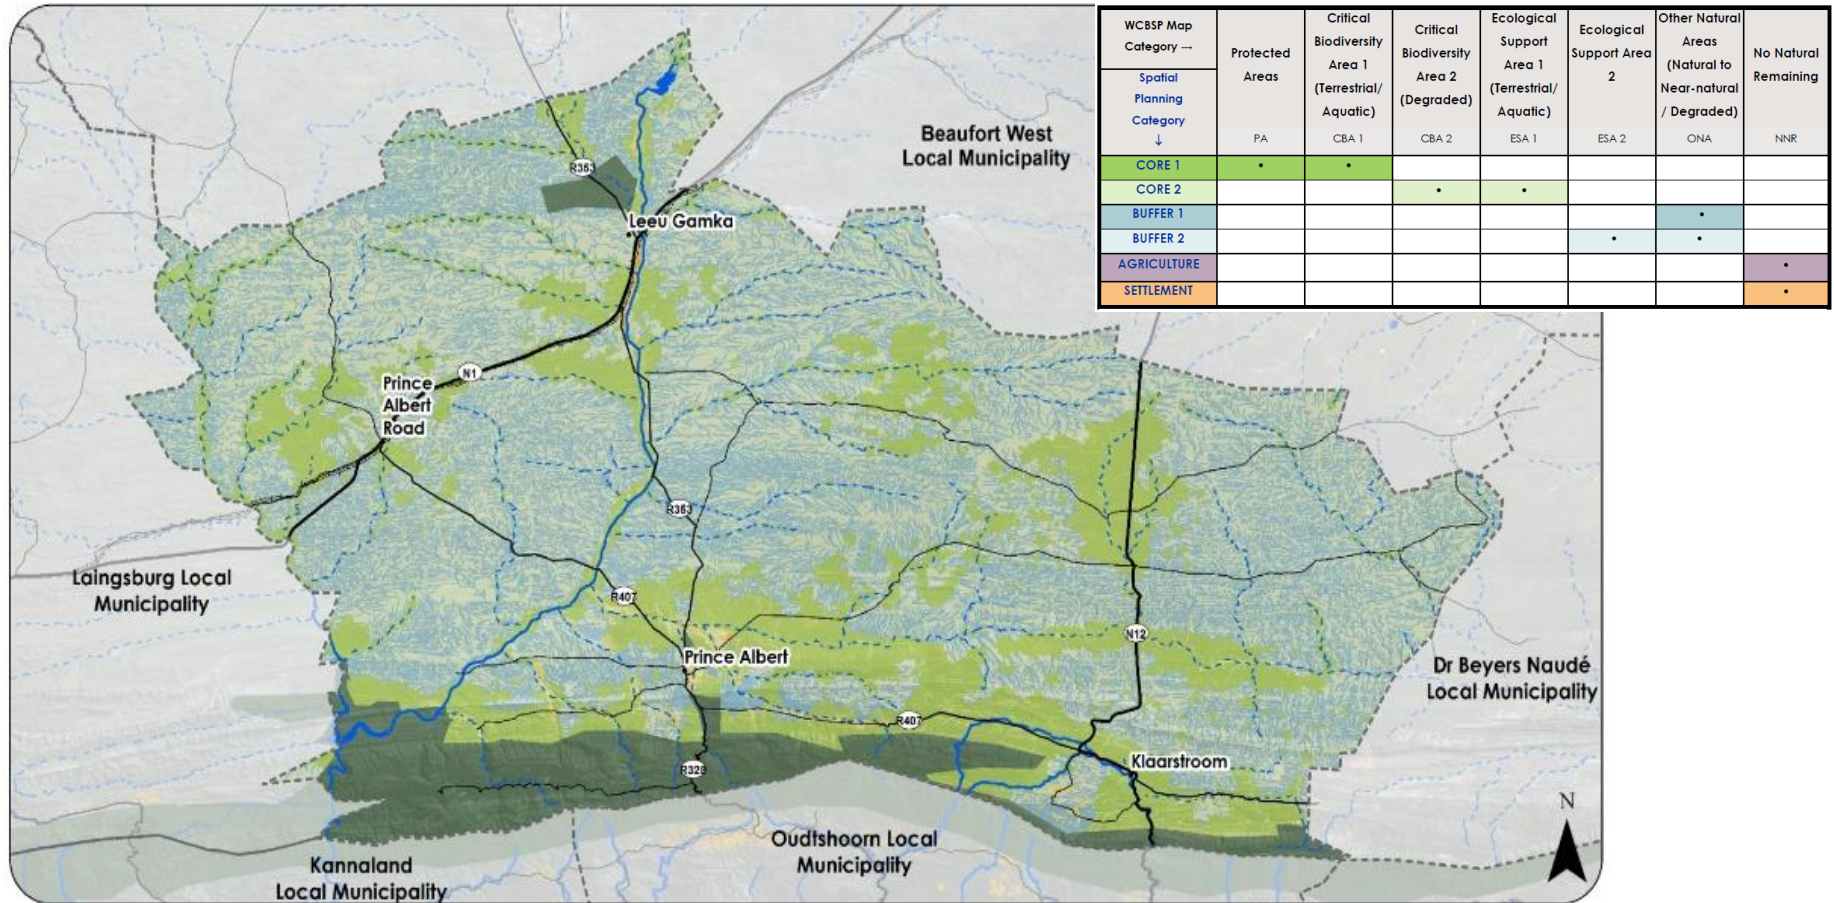 WCBSP Map
Category →
Spatial
Planning
Category
↓
Protected
Areas
PA
Critical
Biodiversity
Area 1
(Terrestrial/
Aquatic)
CBA 1
Critical
Biodiversity
Area 2
(Degraded)
CBA 2
Ecological
Support
Area 1
(Terrestrial/
Aquatic)
ESA 1
Ecological
Support Area
2
ESA 2
Other Natural
Areas
(Natural to
Near-natural
/ Degraded)
ONA
No Natural
Remaining
NNR
CORE 1 • •
CORE 2 • •
BUFFER 1 •
BUFFER 2 • •
AGRICULTURE •
SETTLEMENT •
Beaufort West
Local Municipality
R353
Leeu Gamka
N1
Prince
Albert
Road
R353
Laingsburg Local
Municipality
R407
N12
Prince Albert
Dr Beyers Naudé
Local Municipality
R407
Klaarstroom
R328
N
Oudtshoorn Local
Municipality
Kannaland
Local Municipality